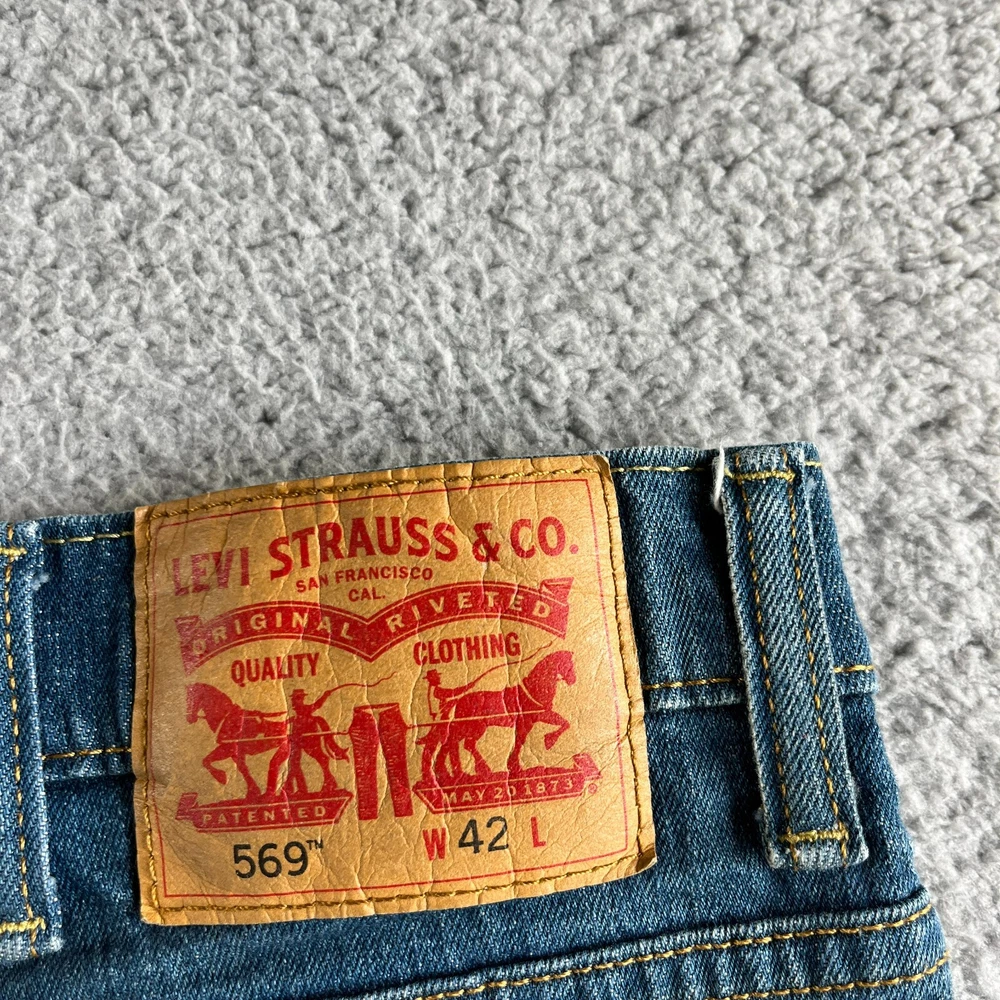 LEVI STRAUSS & CO.
SAN FRANCISCO
CAL.
ORIGINAL RIVETED
QUALITY CLOTHING
PATENTED MAY 20 1873 ®
569™ W 42 L